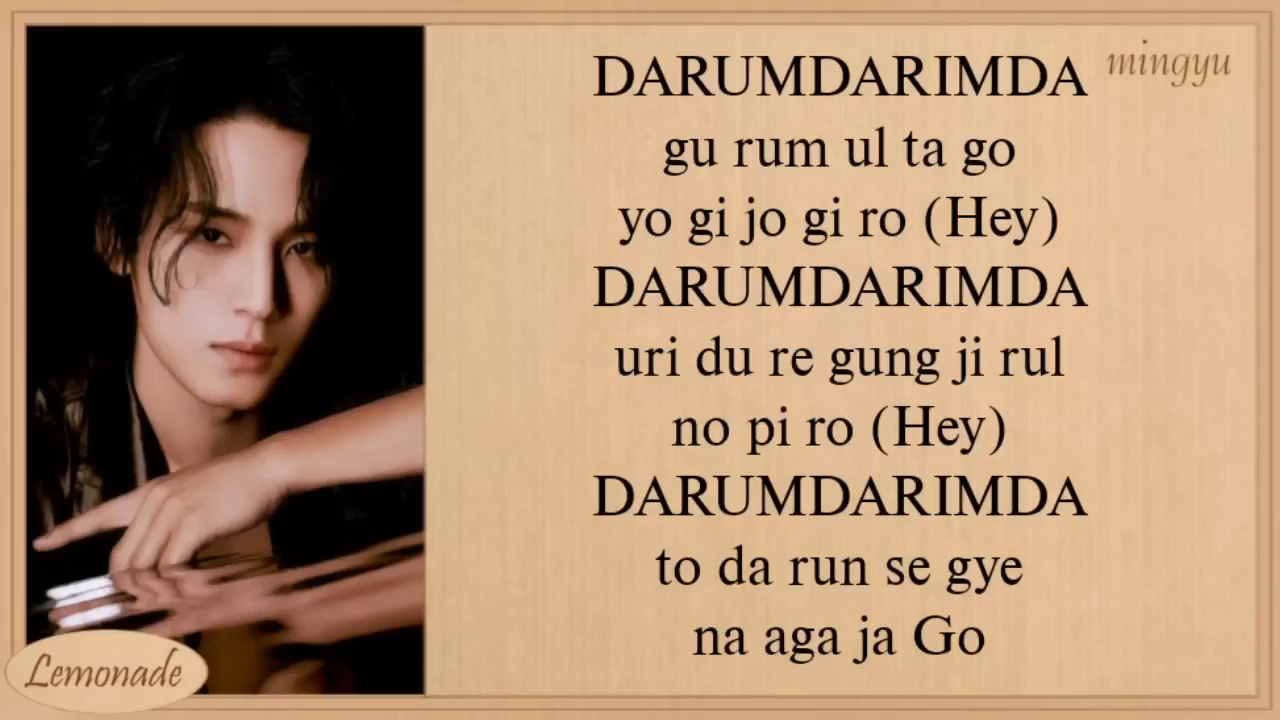 mingyu
DARUMDARIMDA
gu rum ul ta go
yo gi jo gi ro (Hey)
DARUMDARIMDA
uri du re gung ji rul
no pi ro (Hey)
DARUMDARIMDA
to da run se gye
na aga ja Go
Lemonade